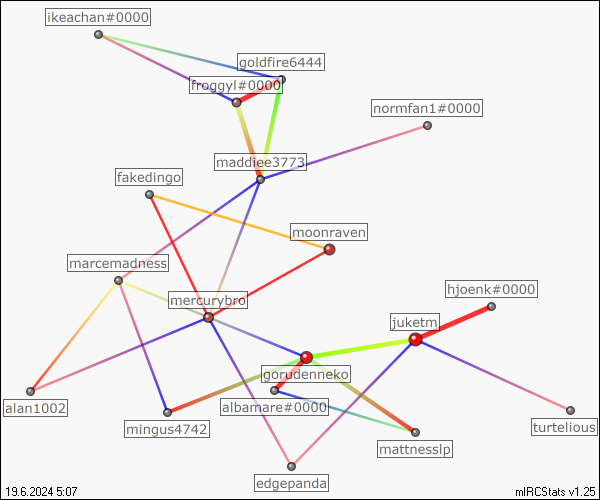 ikeachan#0000
goldfire6444
froggyl#0000
normfan1#0000
maddiee3773
fakedingo
moonraven
marcemadness
hjoenk#0000
mercurybro
juketm
gorudenneko
alan1002
albamare#0000
mingus4742
turtelious
mattnesslp
edgepanda
19.6.2024 5:07
mIRCStats v1.25